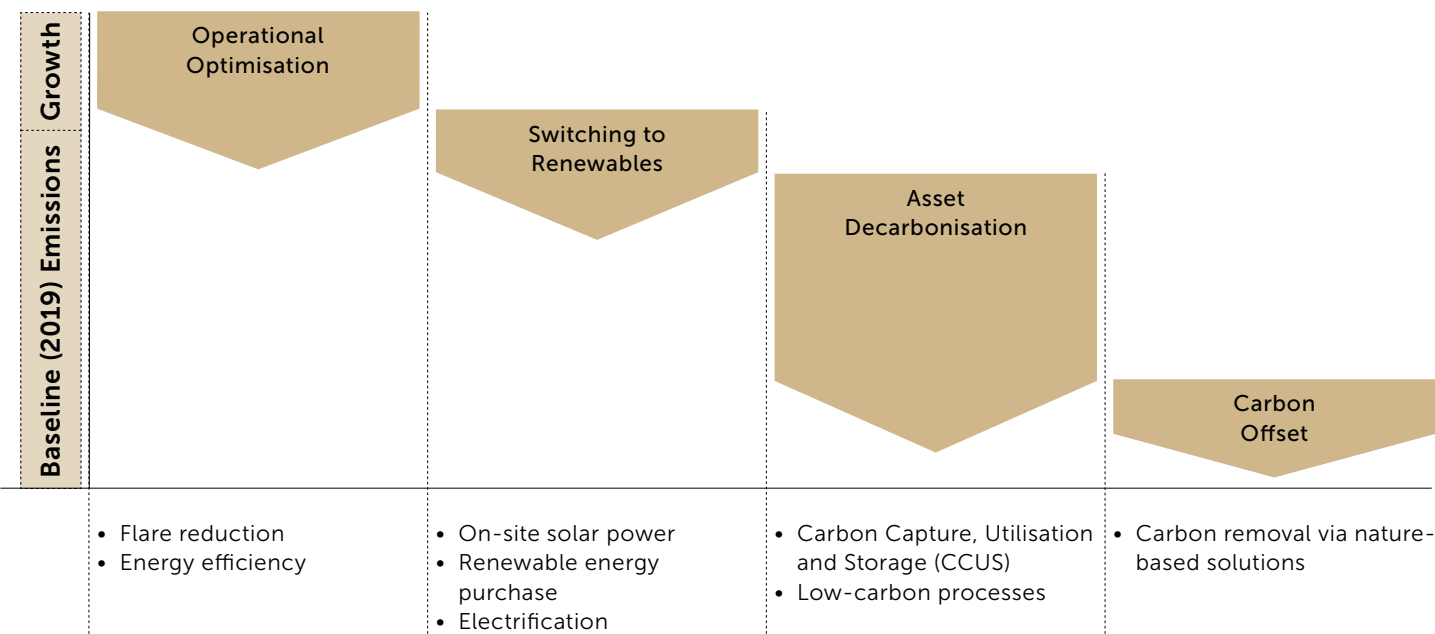 Growth
Baseline (2019) Emissions
Operational
Optimisation
Switching to
Renewables
Asset
Decarbonisation
Carbon
Offset
• Flare reduction
• Energy efficiency
• On-site solar power
• Renewable energy
purchase
• Electrification
• Carbon Capture, Utilisation
and Storage (CCUS)
• Low-carbon processes
• Carbon removal via nature-
based solutions